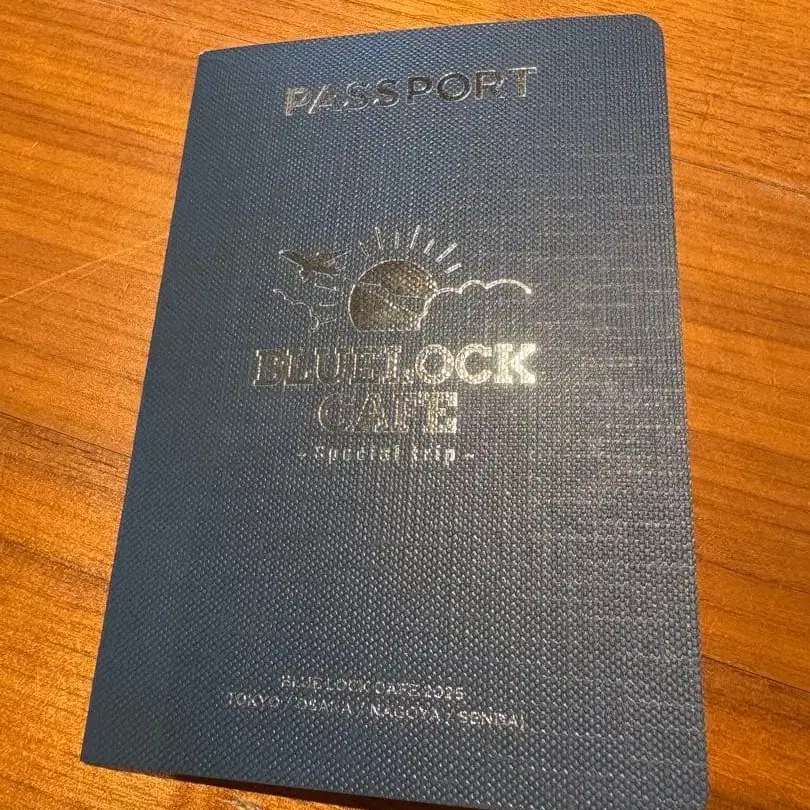 PASSPORT
BLUELOCK
CAFE
~ Special trip ~
BLUE LOCK CAFE 2025
TOKYO / OSAKA / NAGOYA / SENDAI